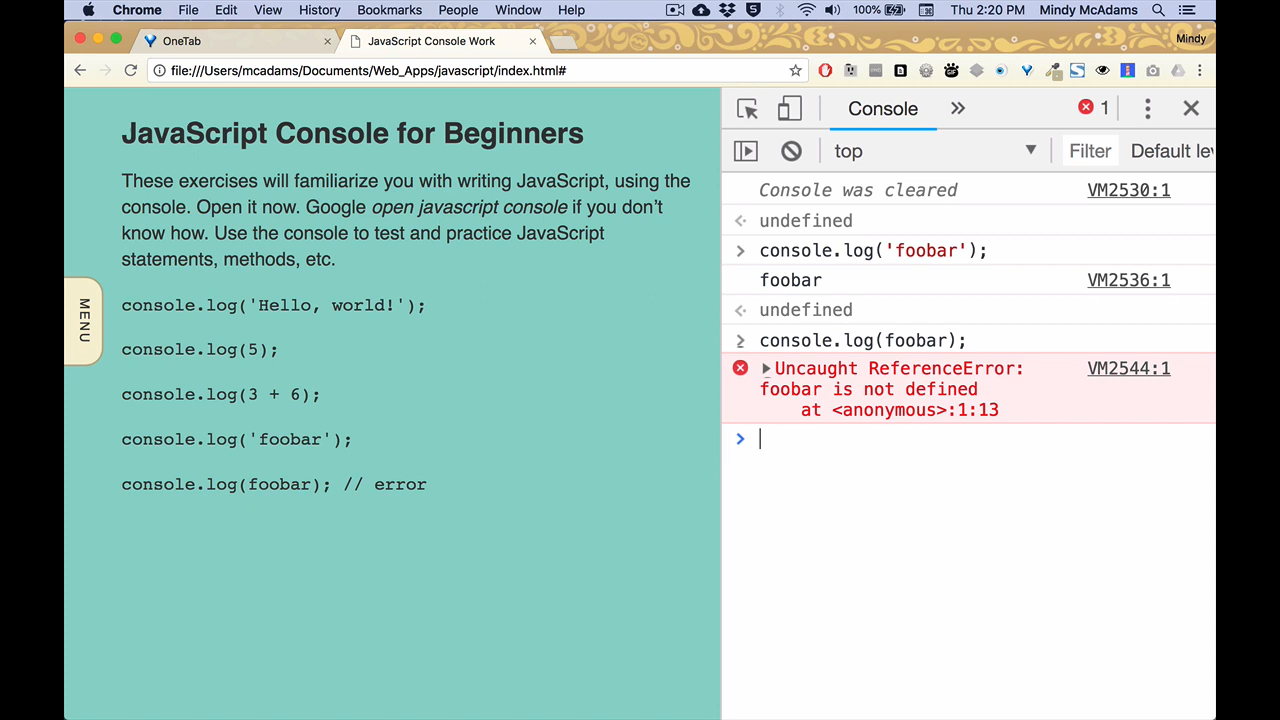 Chrome File Edit View History Bookmarks People Window Help 100% Thu 2:20 PM Mindy McAdams
OneTab × JavaScript Console Work × Mindy
file:///Users/mcadams/Documents/Web_Apps/javascript/index.html#
JavaScript Console for Beginners
These exercises will familiarize you with writing JavaScript, using the
console. Open it now. Google open javascript console if you don’t
know how. Use the console to test and practice JavaScript
statements, methods, etc.
console.log('Hello, world!');
console.log(5);
console.log(3 + 6);
console.log('foobar');
console.log(foobar); // error
MENU
Console » 1
top Filter Default lev
Console was cleared VM2530:1
undefined
console.log('foobar');
foobar VM2536:1
undefined
console.log(foobar);
Uncaught ReferenceError: VM2544:1
foobar is not defined
at <anonymous>:1:13